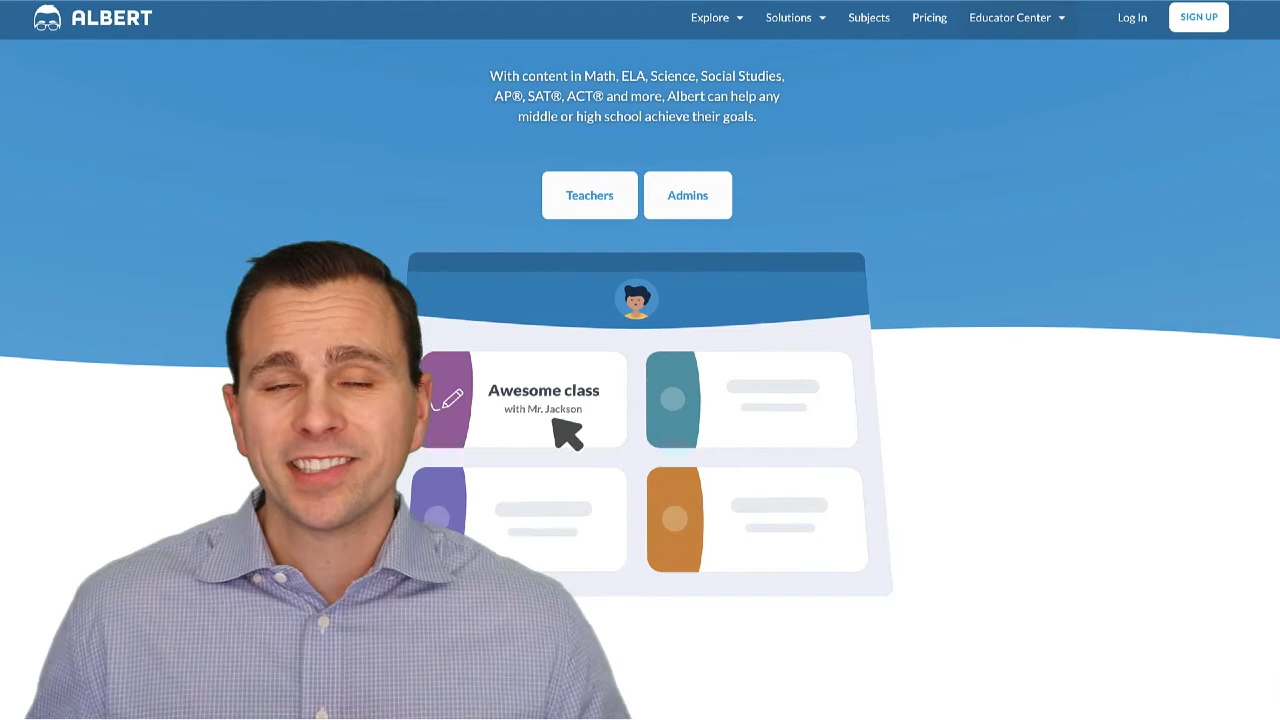 ALBERT
Explore
Solutions
Subjects
Pricing
Educator Center
Log In
SIGN UP
With content in Math, ELA, Science, Social Studies,
AP®, SAT®, ACT® and more, Albert can help any
middle or high school achieve their goals.
Teachers
Admins
Awesome class
with Mr. Jackson